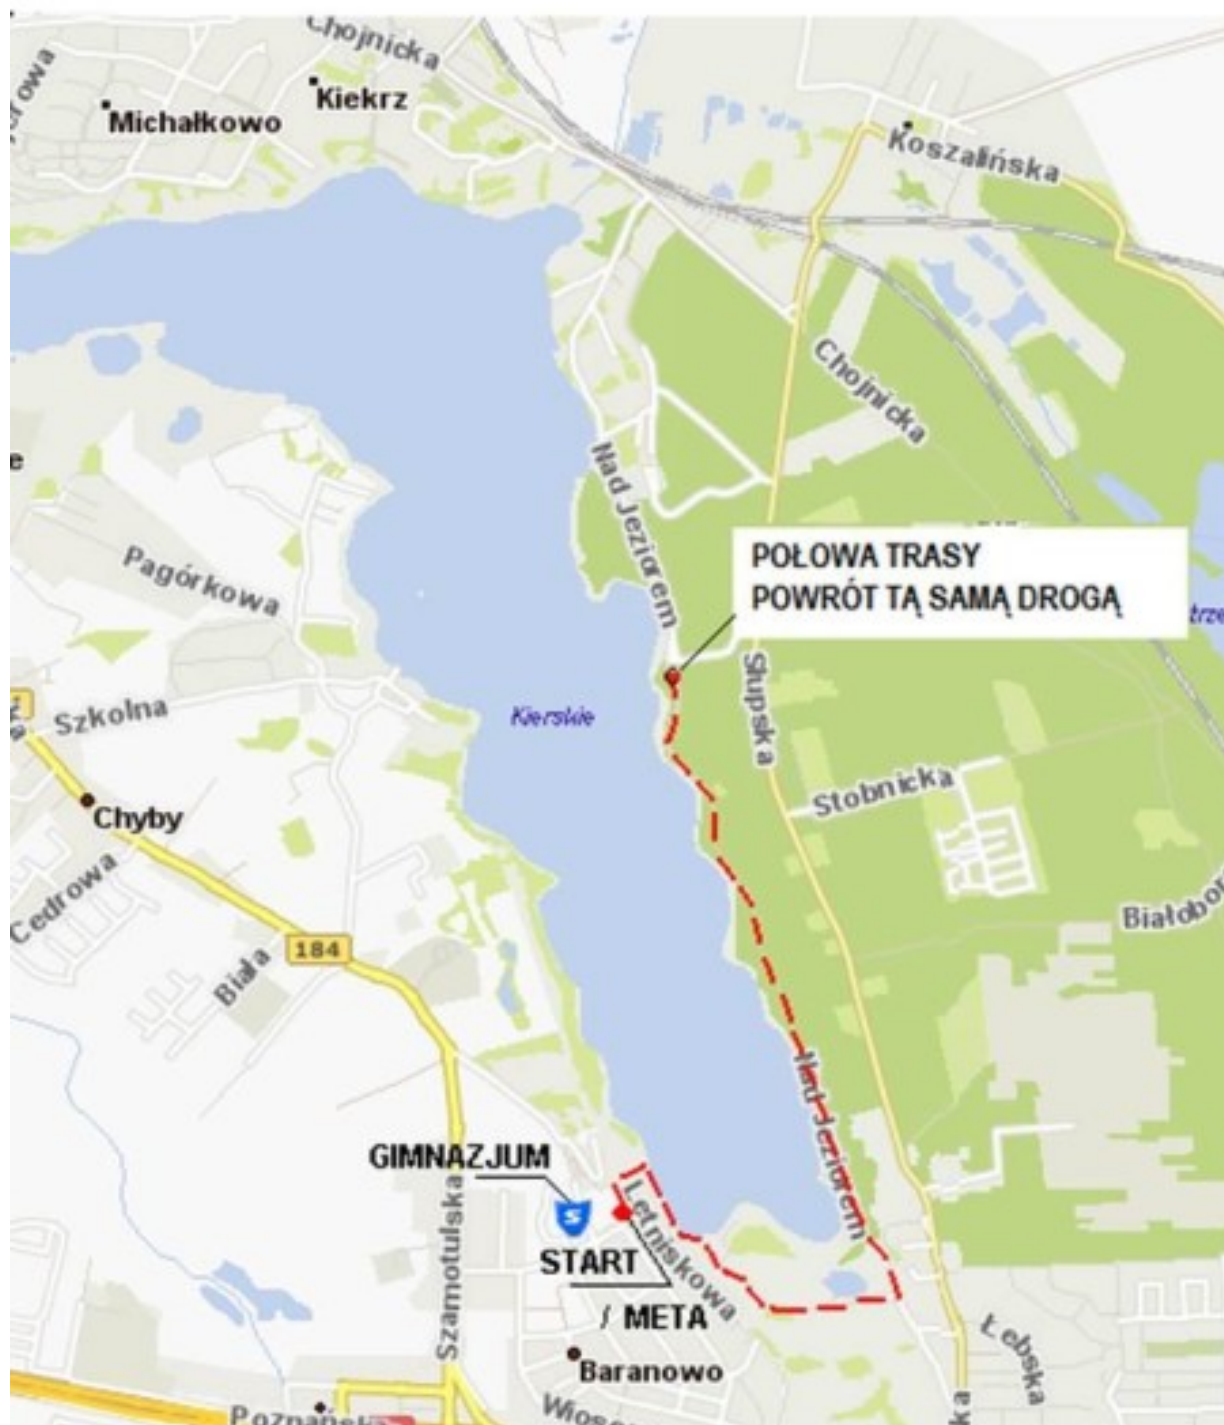 Chojnicka
Kiekrz
Michałkowo
Koszalińska
Chojnicka
Nad Jeziorem
POŁOWA TRASY
POWRÓT TĄ SAMĄ DROGĄ
Pagórkowa
Szkolna
Kierskie
Słupska
Stobnicka
Chyby
Cedrowa
Biała
184
Nad Jeziorem
GIMNAZJUM
S
START
/ META
Letniskowa
Szamotulska
Baranowo
Łebska
Poznańska